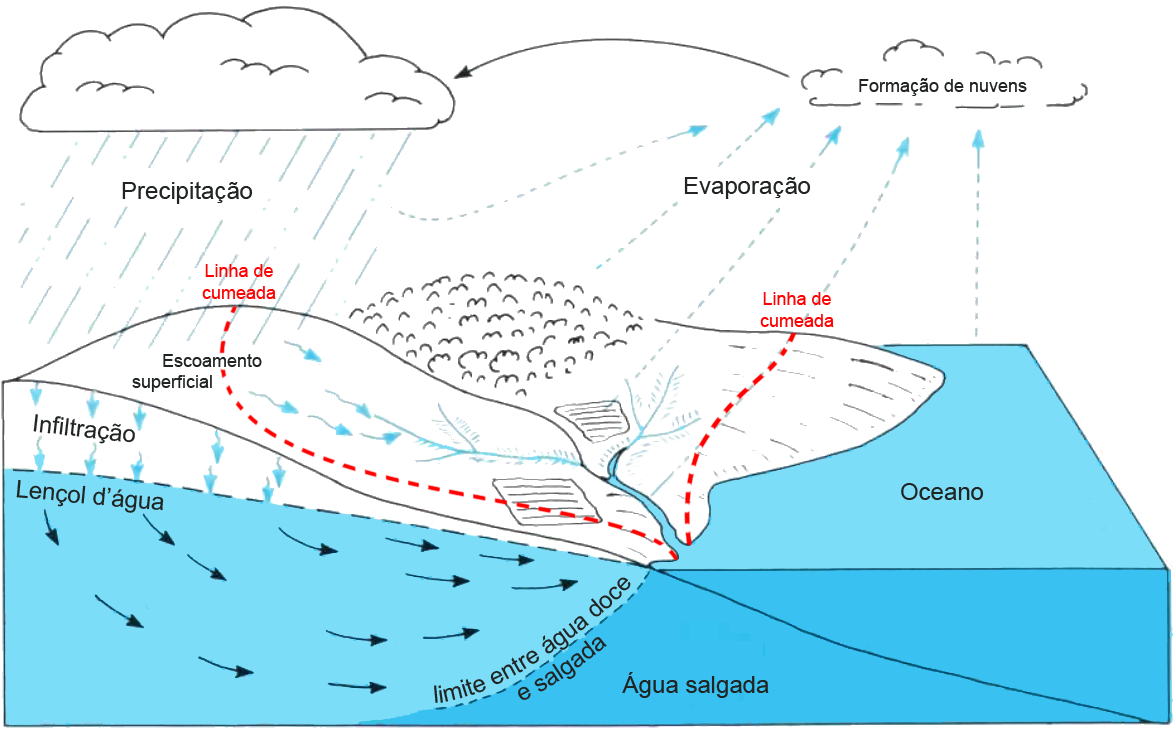 Formação de nuvens
Precipitação
Evaporação
Linha de
cumeada
Linha de
cumeada
Escoamento
superficial
Infiltração
Lençol d'água
Oceano
limite entre água doce
e salgada
Água salgada